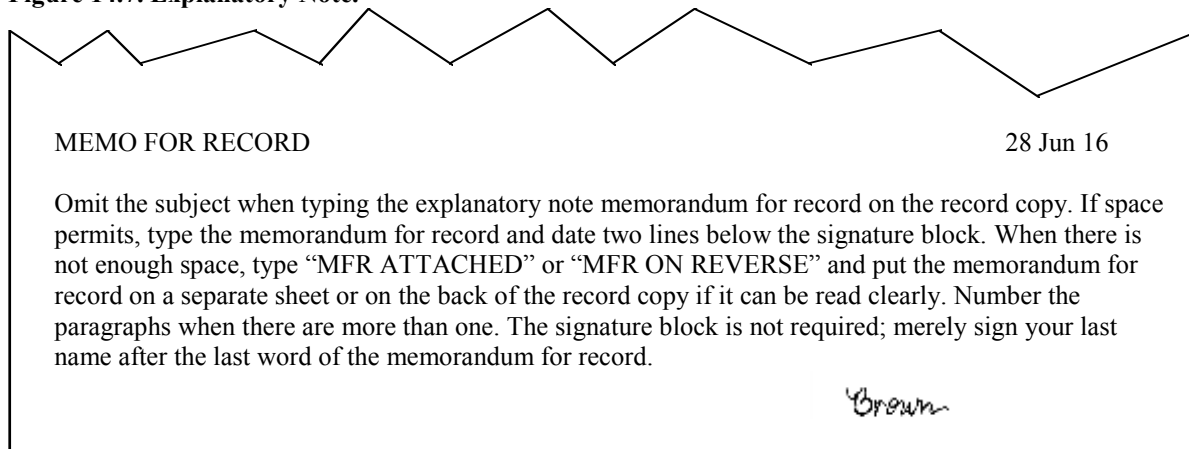 Figure 14.7. Explanatory Note.
MEMO FOR RECORD 28 Jun 16
Omit the subject when typing the explanatory note memorandum for record on the record copy. If space
permits, type the memorandum for record and date two lines below the signature block. When there is
not enough space, type “MFR ATTACHED” or “MFR ON REVERSE” and put the memorandum for
record on a separate sheet or on the back of the record copy if it can be read clearly. Number the
paragraphs when there are more than one. The signature block is not required; merely sign your last
name after the last word of the memorandum for record.
Brown